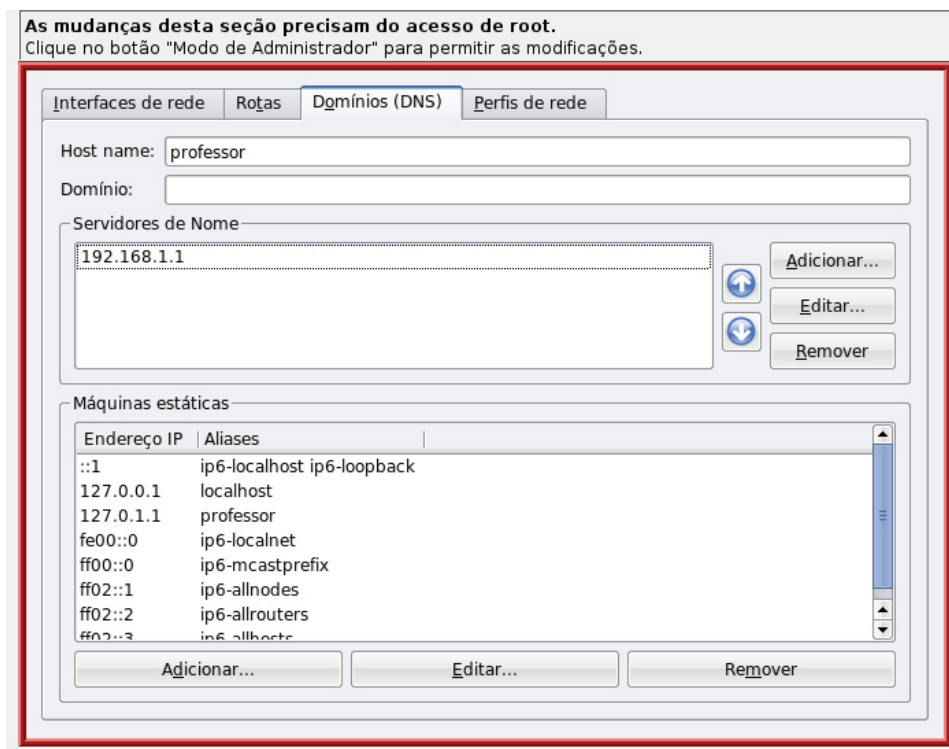 As mudanças desta seção precisam do acesso de root.
Clique no botão "Modo de Administrador" para permitir as modificações.
Interfaces de rede Rotas Domínios (DNS) Perfis de rede
Host name: professor
Domínio:
Servidores de Nome
192.168.1.1
Adicionar...
Editar...
Remover
Máquinas estáticas
Endereço IP Aliases
::1 ip6-localhost ip6-loopback
127.0.0.1 localhost
127.0.1.1 professor
fe00::0 ip6-localnet
ff00::0 ip6-mcastprefix
ff02::1 ip6-allnodes
ff02::2 ip6-allrouters
ff02::3 ip6-allhosts
Adicionar... Editar... Remover